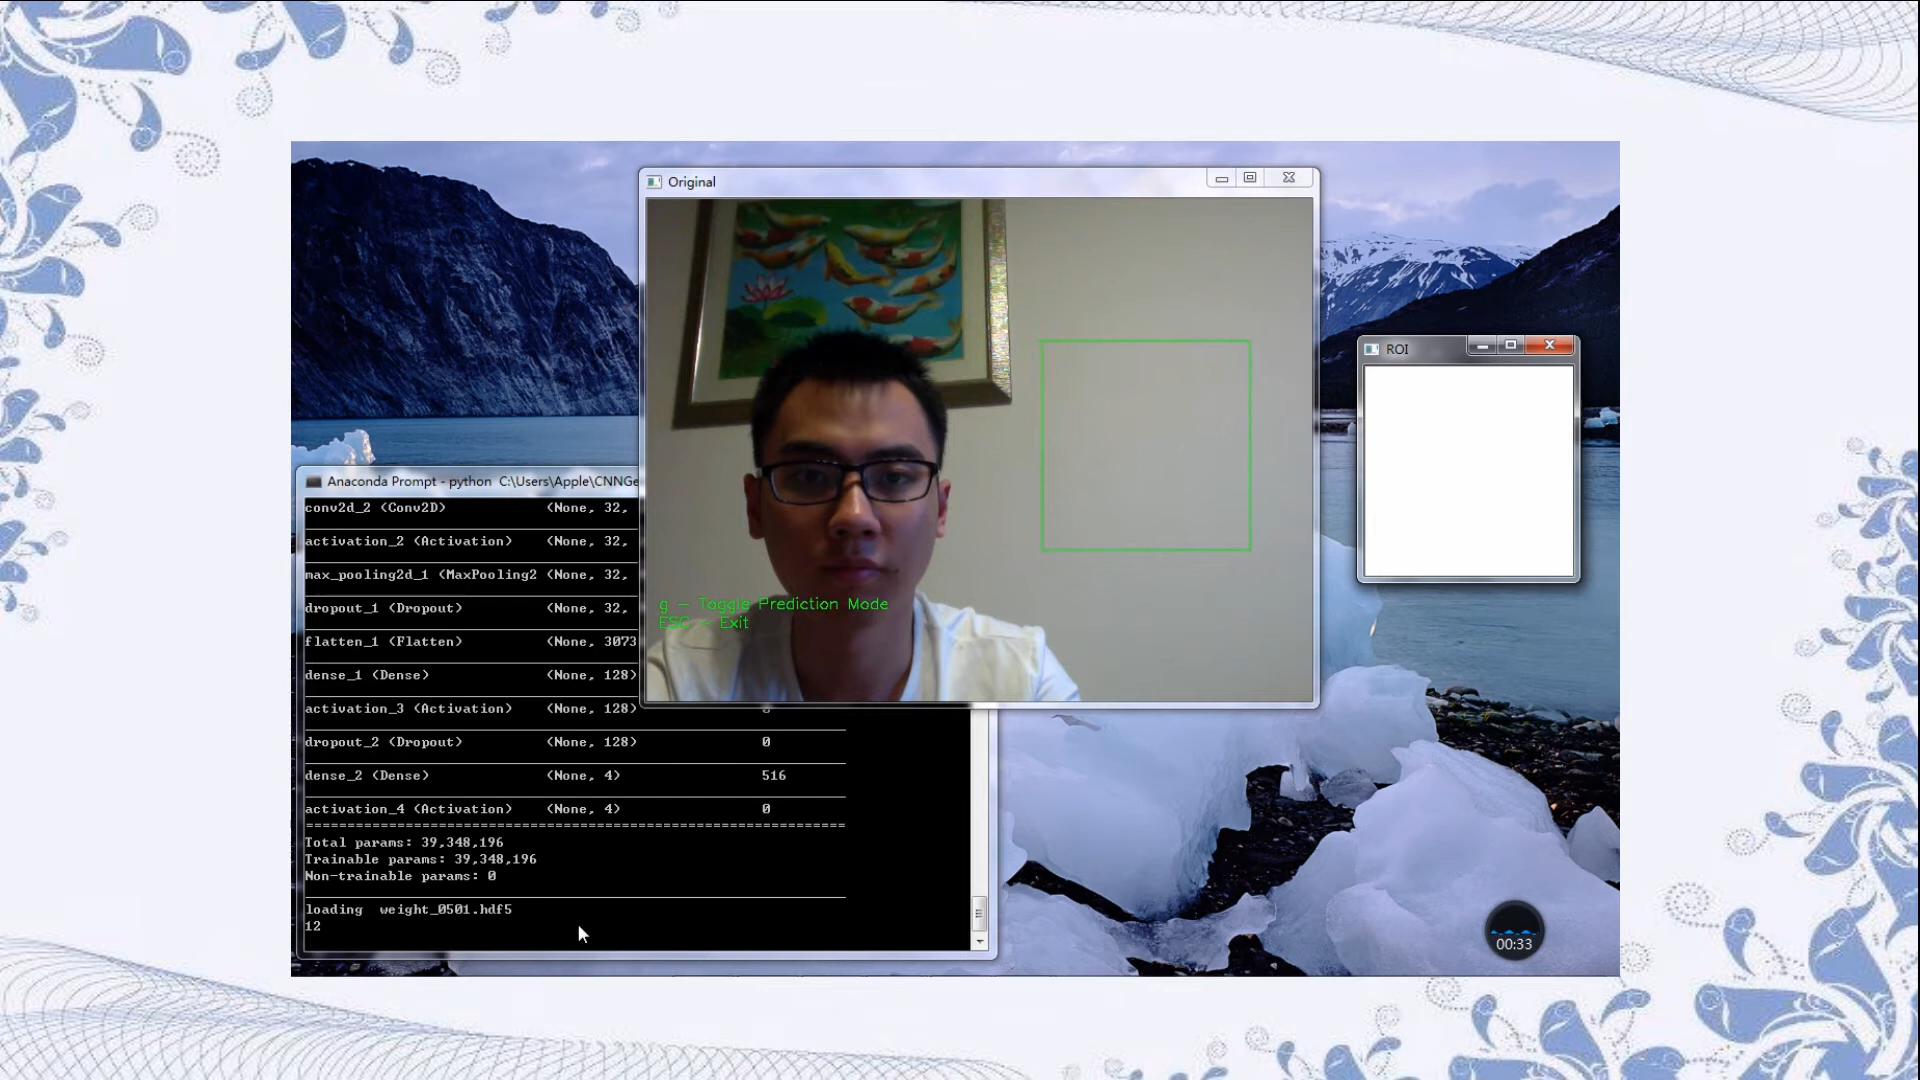 Original
ROI
g - Toggle Prediction Mode
ESC - Exit
Anaconda Prompt - python C:\Users\Apple\CNNGe
conv2d_2 (Conv2D) (None, 32,
activation_2 (Activation) (None, 32,
max_pooling2d_1 (MaxPooling2 (None, 32,
dropout_1 (Dropout) (None, 32,
flatten_1 (Flatten) (None, 3073
dense_1 (Dense) (None, 128)
activation_3 (Activation) (None, 128)
dropout_2 (Dropout) (None, 128) 0
dense_2 (Dense) (None, 4) 516
activation_4 (Activation) (None, 4) 0
Total params: 39,348,196
Trainable params: 39,348,196
Non-trainable params: 0
loading weight_0501.hdf5
12
00:33